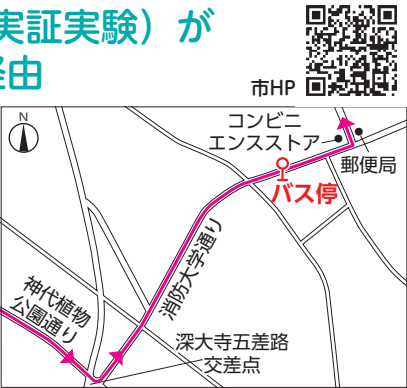 実証実験）が
経由
市HP
N
コンビニ
エンスストア
郵便局
バス停
消防大学通り
神代植物
公園通り
深大寺五差路
交差点